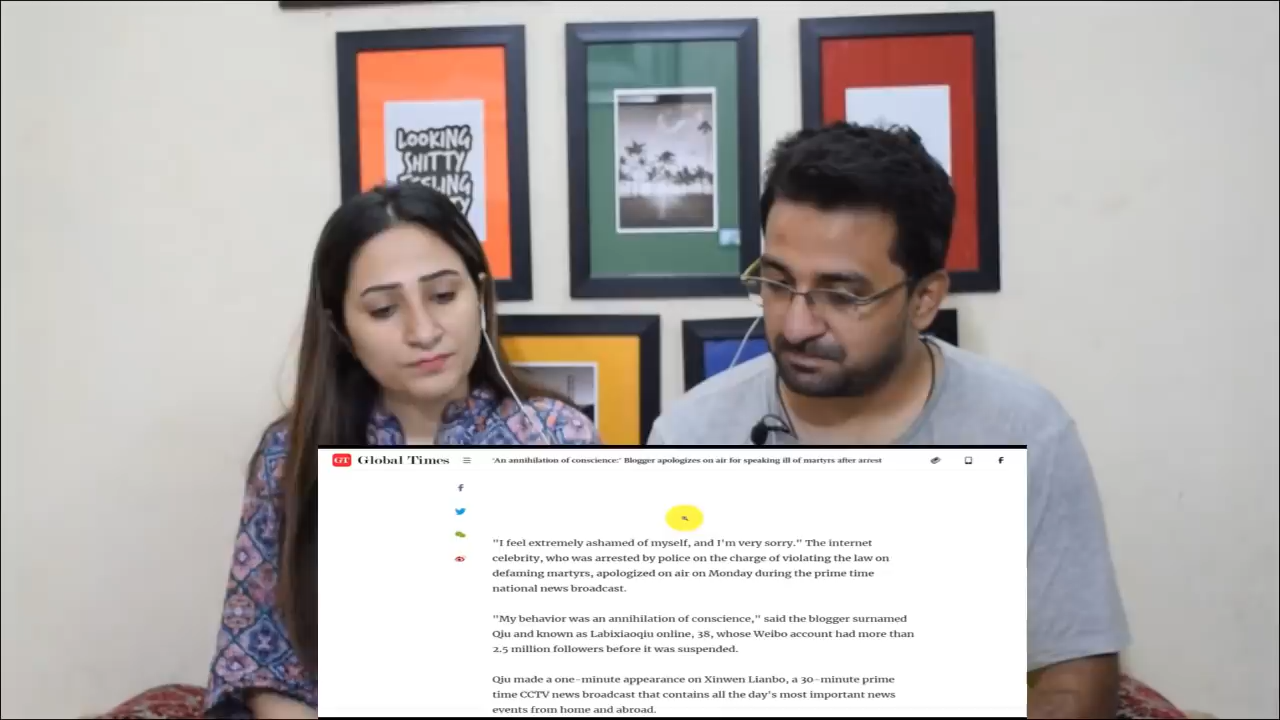 LOOKING
SHITTY
FEELING
GT Global Times
'An annihilation of conscience:' Blogger apologizes on air for speaking ill of martyrs after arrest
"I feel extremely ashamed of myself, and I'm very sorry." The internet
celebrity, who was arrested by police on the charge of violating the law on
defaming martyrs, apologized on air on Monday during the prime time
national news broadcast.
"My behavior was an annihilation of conscience," said the blogger surnamed
Qiu and known as Labixiaoqiu online, 38, whose Weibo account had more than
2.5 million followers before it was suspended.
Qiu made a one-minute appearance on Xinwen Lianbo, a 30-minute prime
time CCTV news broadcast that contains all the day's most important news
events from home and abroad.